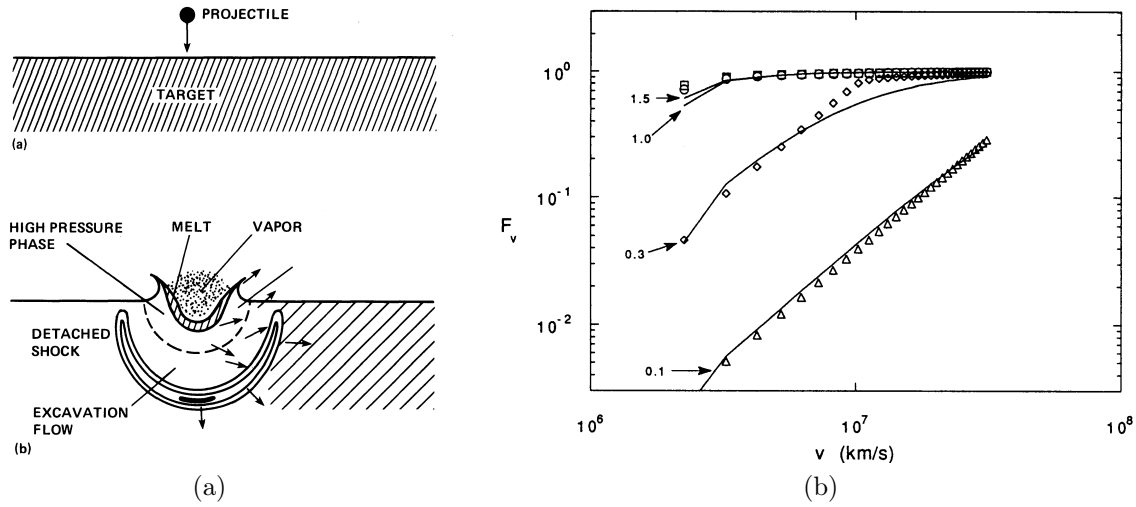 PROJECTILE
TARGET
(a)
HIGH PRESSURE
PHASE
MELT
VAPOR
DETACHED
SHOCK
EXCAVATION
FLOW
(b)
(a)
F_v
10^0
10^-1
10^-2
1.5
1.0
0.3
0.1
10^6
10^7
10^8
v (km/s)
(b)